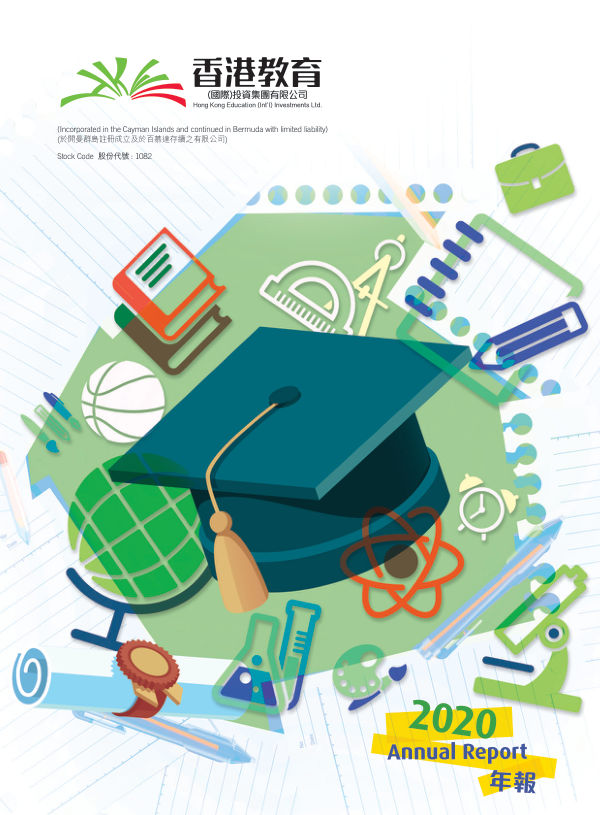 香港教育
(國際)投資集團有限公司
Hong Kong Education (Int'l) Investments Ltd.
(Incorporated in the Cayman Islands and continued in Bermuda with limited liability)
(於開曼群島註冊成立及於百慕達存續之有限公司)
Stock Code 股份代號 : 1082
2020
Annual Report
年報